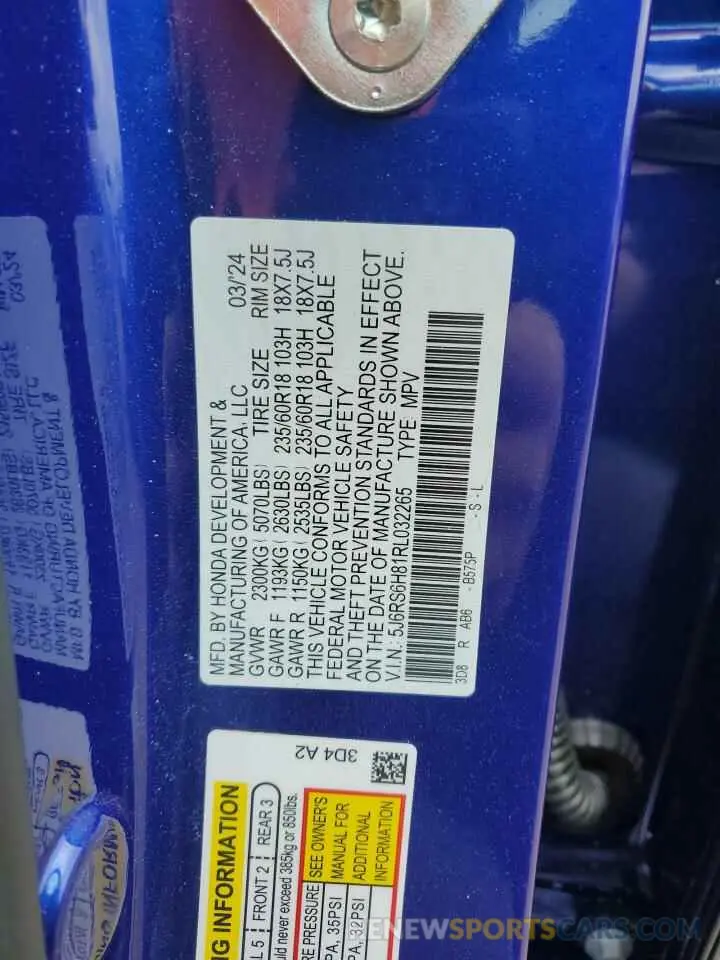 MFD. BY HONDA DEVELOPMENT &
MANUFACTURING OF AMERICA, LLC 03/'24
GVWR 2300KG ( 5070LBS) TIRE SIZE RIM SIZE
GAWR F 1193KG ( 2630LBS) 235/60R18 103H 18X7.5J
GAWR R 1150KG ( 2535LBS) 235/60R18 103H 18X7.5J
THIS VEHICLE CONFORMS TO ALL APPLICABLE
FEDERAL MOTOR VEHICLE SAFETY
AND THEFT PREVENTION STANDARDS IN EFFECT
ON THE DATE OF MANUFACTURE SHOWN ABOVE.
V.I.N.: 5J6RS6H81RL032265 TYPE: MPV
3D8 R AB6 - B575P - S - L
NG INFORMATION
L 5 FRONT 2 REAR 3
uld never exceed 385kg or 850lbs.
RE PRESSURE SEE OWNER'S
PA, 35PSI MANUAL FOR
PA, 32PSI ADDITIONAL
INFORMATION
3D4 A2
RENEWSPORTSCARS.COM